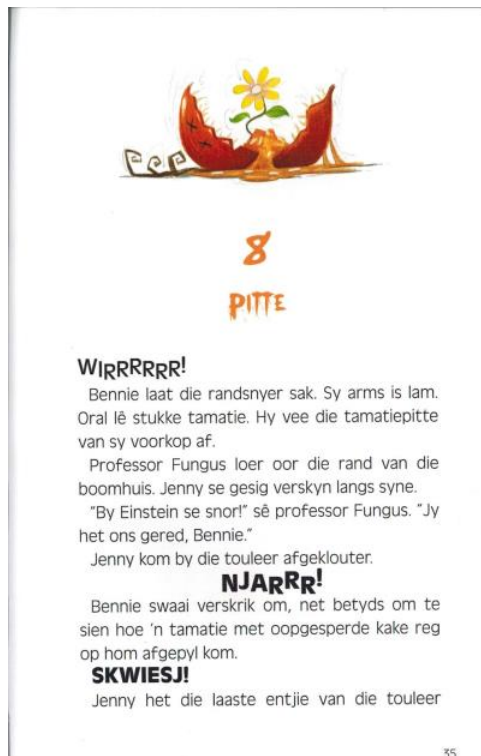 8
PITTE
WIRRRRRR!
Bennie laat die randsnyer sak. Sy arms is lam.
Oral lê stukke tamatie. Hy vee die tamatiepitte
van sy voorkop af.
Professor Fungus loer oor die rand van die
boomhuis. Jenny se gesig verskyn langs syne.
"By Einstein se snor!" sê professor Fungus. "Jy
het ons gered, Bennie."
Jenny kom by die touleer afgeklouter.
NJARRR!
Bennie swaai verskrik om, net betyds om te
sien hoe 'n tamatie met oopgesperde kake reg
op hom afgepyl kom.
SKWIESJ!
Jenny het die laaste entjie van die touleer
35